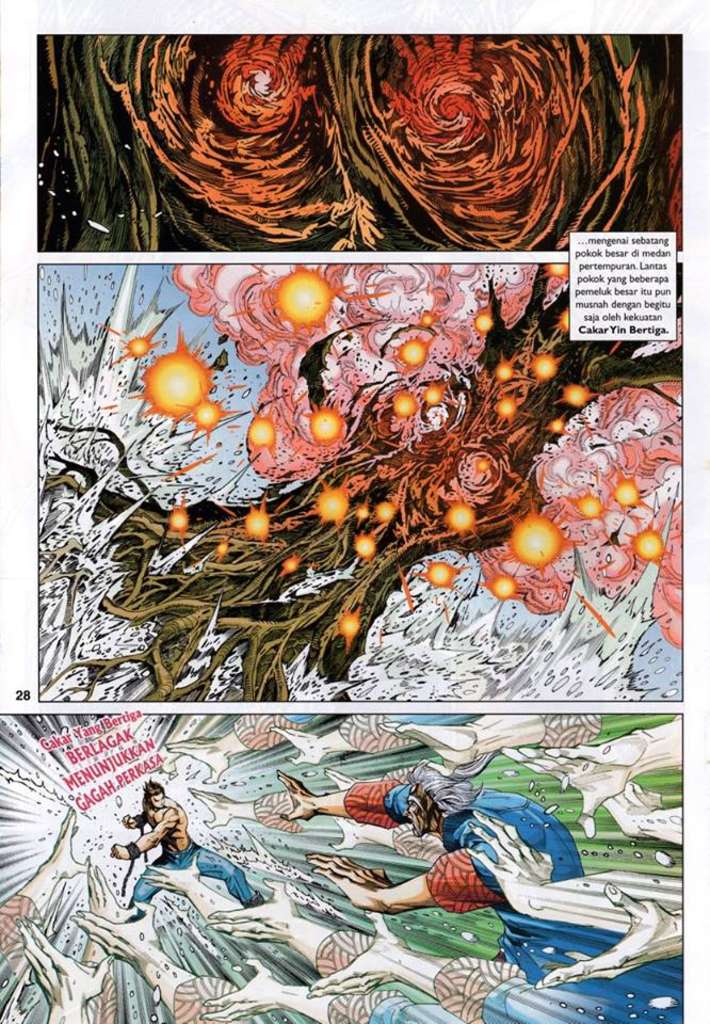 …mengenai sebatang
pokok besar di medan
pertempuran. Lantas
pokok yang beberapa
pemeluk besar itu pun
musnah dengan begitu
saja oleh kekuatan
Cakar Yin Bertiga.
28
Cakar Yang Bertiga
BERLAGAK
MENUNJUKKAN
GAGAH PERKASA